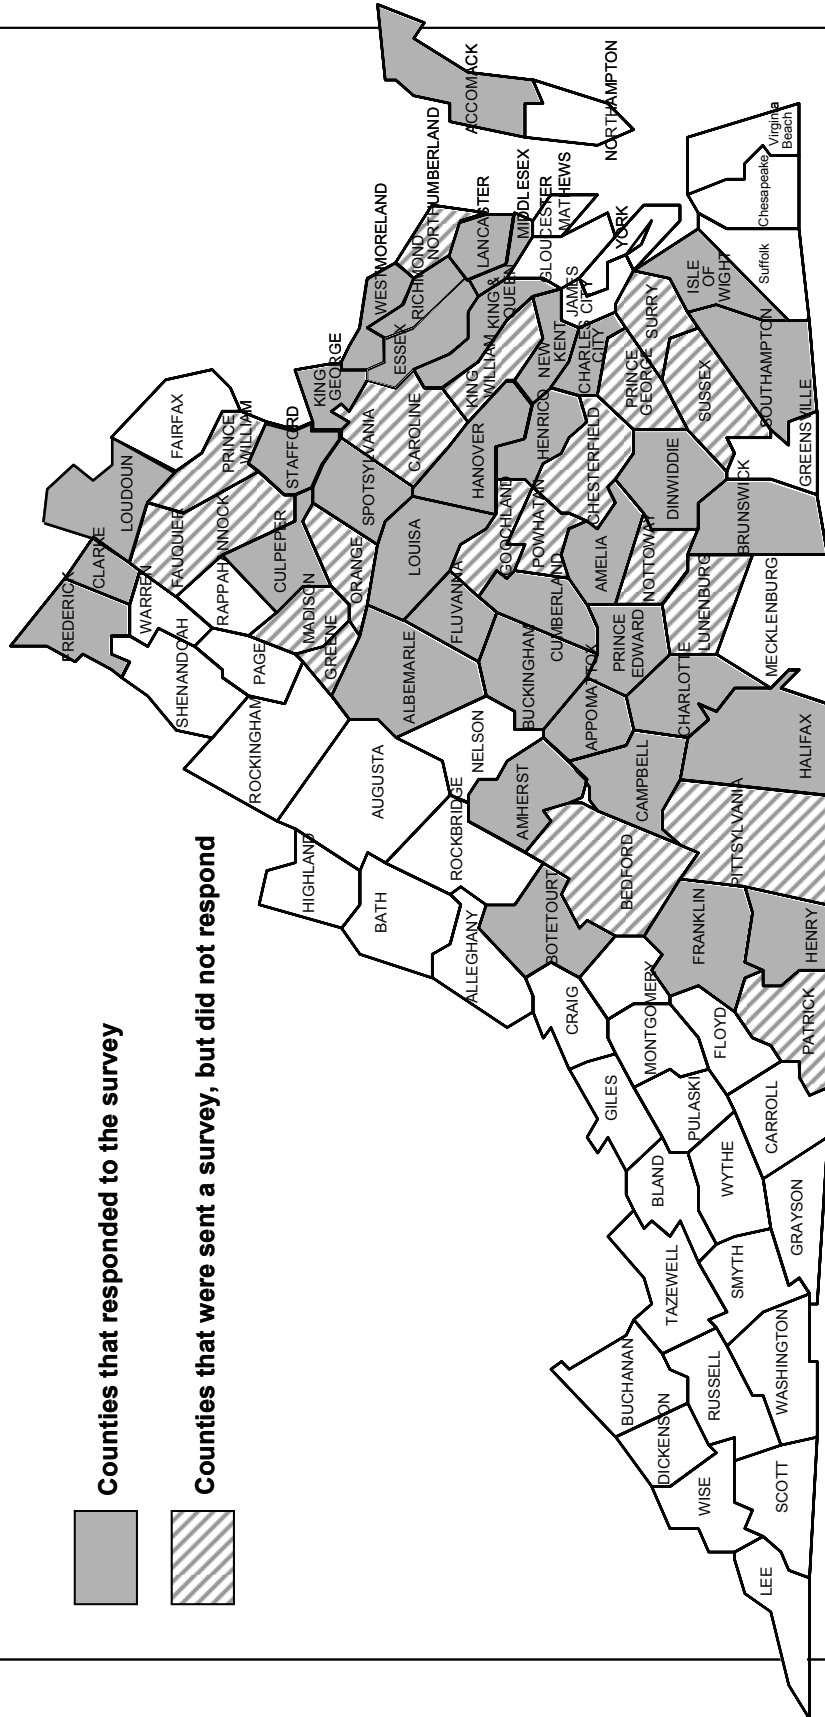 Counties that responded to the survey
Counties that were sent a survey, but did not respond
FREDERICK
CLARKE
LOUDOUN
WARREN
FAUQUIER
FAIRFAX
PRINCE
WILLIAM
SHENANDOAH
RAPPAHANNOCK
CULPEPER
STAFFORD
KING
GEORGE
PAGE
MADISON
GREENE
ORANGE
SPOTSYLVANIA
CAROLINE
WESTMORELAND
RICHMOND
NORTHUMBERLAND
ESSEX
LANCASTER
ACCOMACK
NORTHAMPTON
ROCKINGHAM
HIGHLAND
AUGUSTA
ALBEMARLE
LOUISA
FLUVANNA
HANOVER
KING
WILLIAM
KING &
QUEEN
MIDDLESEX
GLOUCESTER
MATHEWS
BATH
ROCKBRIDGE
NELSON
ALLEGHANY
AMHERST
BUCKINGHAM
CUMBERLAND
GOOCHLAND
POWHATAN
HENRICO
NEW
KENT
CHARLES
CITY
JAMES
CITY
YORK
CHESTERFIELD
AMELIA
APPOMATTOX
PRINCE
EDWARD
NOTTOWAY
DINWIDDIE
PRINCE
GEORGE
SURRY
SUSSEX
ISLE
OF
WIGHT
SOUTHAMPTON
GREENSVILLE
BRUNSWICK
LUNENBURG
MECKLENBURG
CHARLOTTE
HALIFAX
CAMPBELL
BEDFORD
PITTSYLVANIA
BOTETOURT
CRAIG
FRANKLIN
HENRY
PATRICK
MONTGOMERY
FLOYD
GILES
PULASKI
CARROLL
BLAND
WYTHE
GRAYSON
TAZEWELL
SMYTH
BUCHANAN
DICKENSON
RUSSELL
WASHINGTON
WISE
SCOTT
LEE
Suffolk
Chesapeake
Virginia
Beach